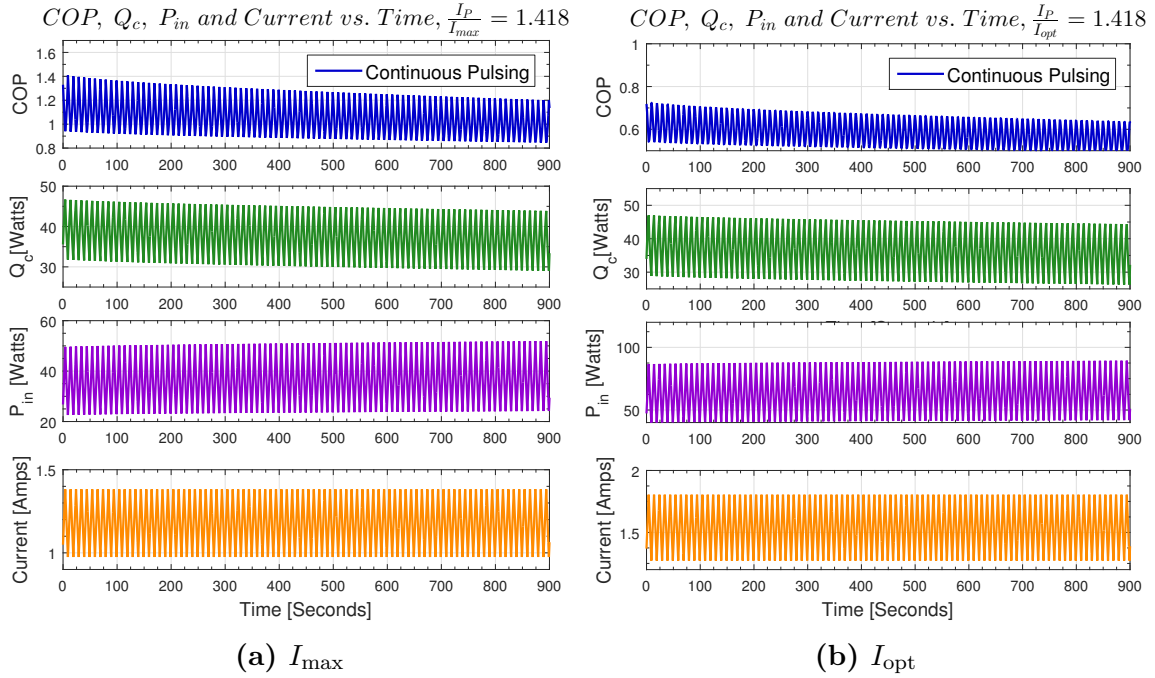 COP, Q_c, P_in and Current vs. Time, I_P/I_max = 1.418
Continuous Pulsing
COP
1.6
1.4
1.2
1
0.8
0 100 200 300 400 500 600 700 800 900
Q_c[Watts]
50
40
30
0 100 200 300 400 500 600 700 800 900
P_in [Watts]
60
40
20
0 100 200 300 400 500 600 700 800 900
Current [Amps]
1.5
1
0 100 200 300 400 500 600 700 800 900
Time [Seconds]
(a) I_max
COP, Q_c, P_in and Current vs. Time, I_P/I_opt = 1.418
Continuous Pulsing
COP
1
0.8
0.6
0 100 200 300 400 500 600 700 800 900
Q_c[Watts]
50
40
30
0 100 200 300 400 500 600 700 800 900
P_in [Watts]
100
50
0 100 200 300 400 500 600 700 800 900
Current [Amps]
2
1.5
0 100 200 300 400 500 600 700 800 900
Time [Seconds]
(b) I_opt